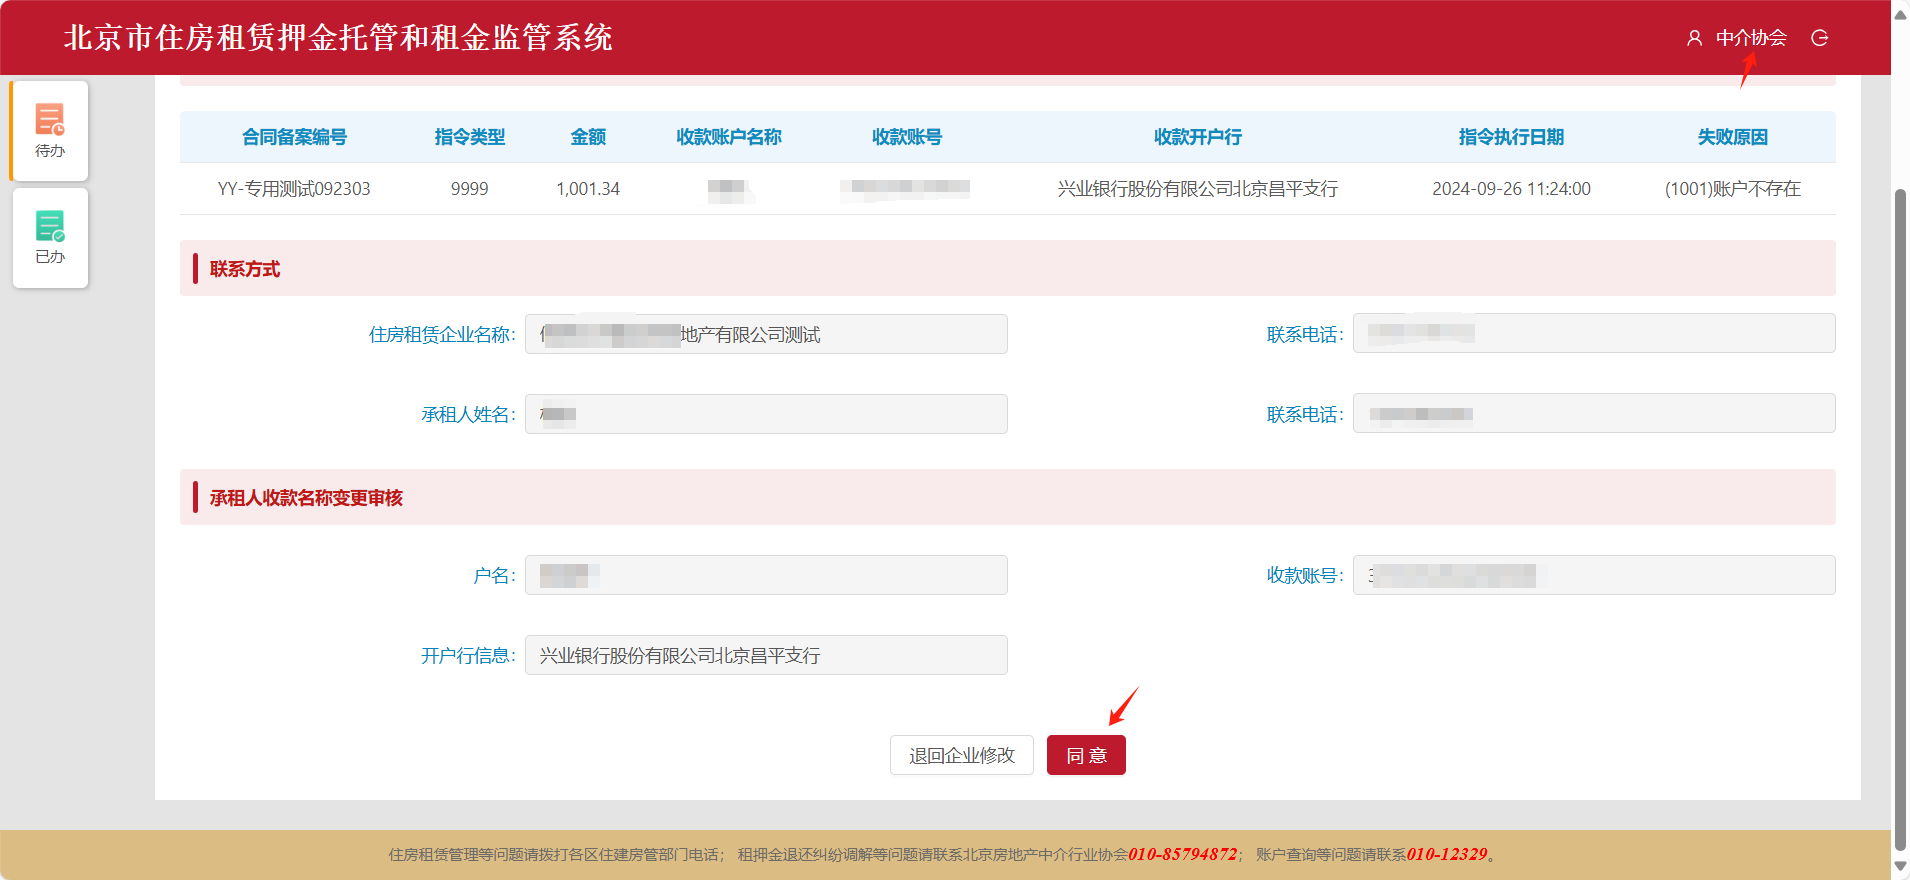 北京市住房租赁押金托管和租金监管系统
中介协会
待办
已办
合同备案编号 指令类型 金额 收款账户名称 收款账号 收款开户行 指令执行日期 失败原因
YY-专用测试092303 9999 1,001.34 兴业银行股份有限公司北京昌平支行 2024-09-26 11:24:00 (1001)账户不存在
联系方式
住房租赁企业名称: 地产有限公司测试 联系电话:
承租人姓名: 联系电话:
承租人收款名称变更审核
户名: 收款账号:
开户行信息: 兴业银行股份有限公司北京昌平支行
退回企业修改 同 意
住房租赁管理等问题请拨打各区住建房管部门电话; 租押金退还纠纷调解等问题请联系北京房地产中介行业协会010-85794872; 账户查询等问题请联系010-12329。